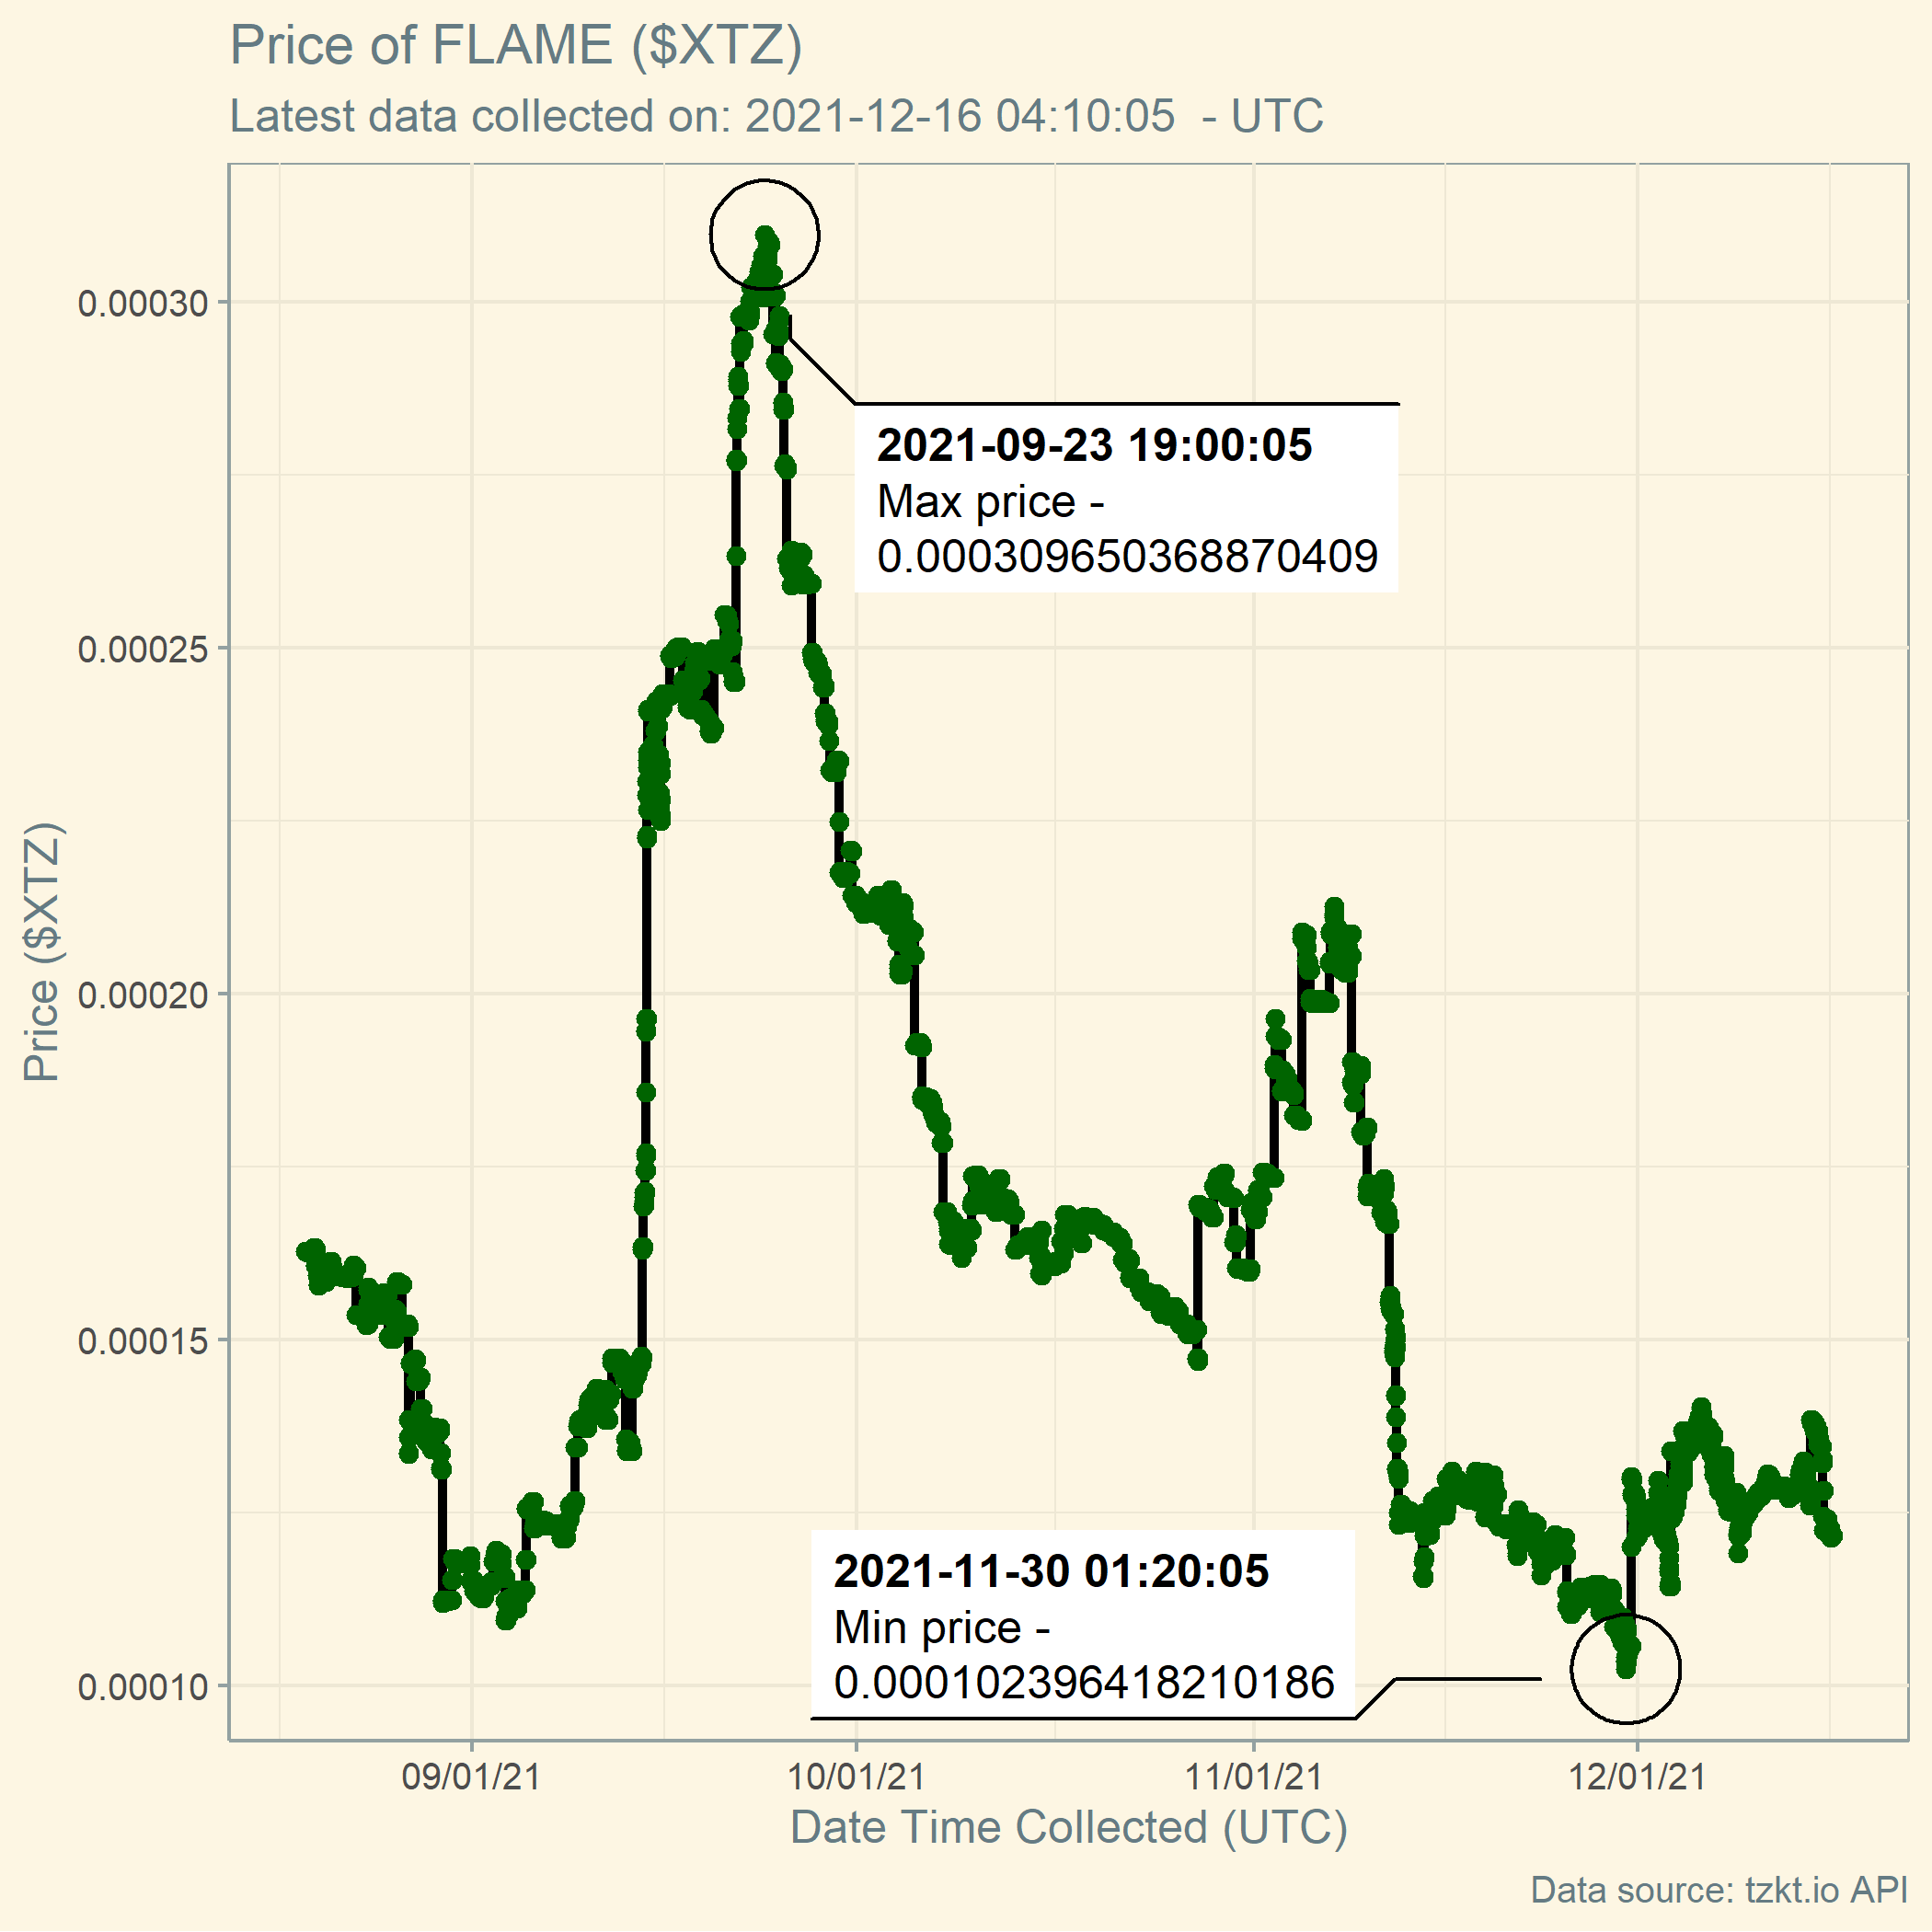 Price of FLAME ($XTZ)
Latest data collected on: 2021-12-16 04:10:05  - UTC
Price ($XTZ)
0.00030
0.00025
0.00020
0.00015
0.00010
2021-09-23 19:00:05
Max price -
0.000309650368870409
2021-11-30 01:20:05
Min price -
0.000102396418210186
09/01/21
10/01/21
11/01/21
12/01/21
Date Time Collected (UTC)
Data source: tzkt.io API